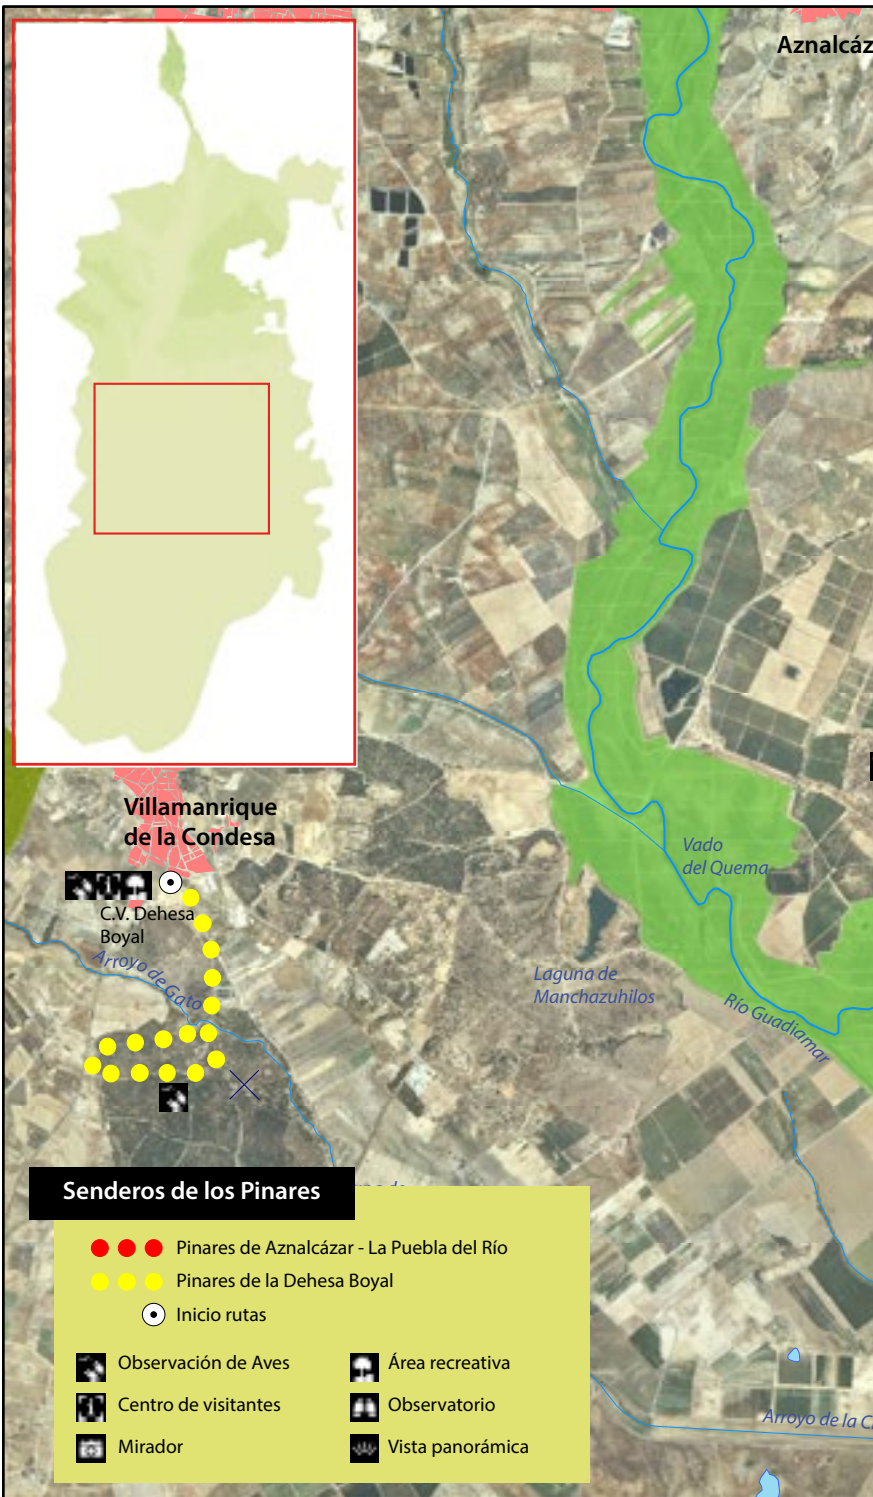 Aznalcáz
Villamanrique
de la Condesa
C.V. Dehesa
Boyal
Arroyo de Gato
Vado
del Quema
Laguna de
Manchazuhilos
Río Guadiamar
Senderos de los Pinares
Pinares de Aznalcázar - La Puebla del Río
Pinares de la Dehesa Boyal
Inicio rutas
Observación de Aves
Área recreativa
Centro de visitantes
Observatorio
Mirador
Vista panorámica
Arroyo de la C